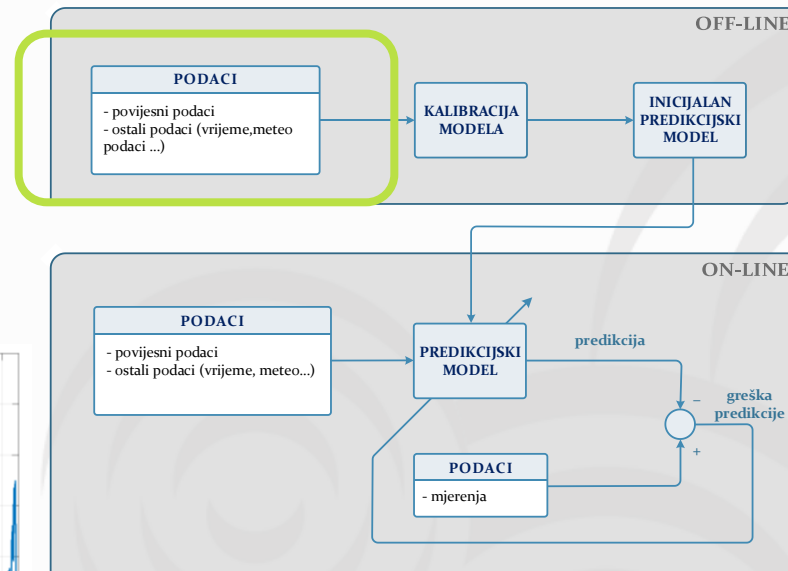 OFF-LINE
PODACI
- povijesni podaci
- ostali podaci (vrijeme,meteo
podaci ...)
KALIBRACIJA
MODELA
INICIJALAN
PREDIKCIJSKI
MODEL
ON-LINE
PODACI
- povijesni podaci
- ostali podaci (vrijeme, meteo...)
PREDIKCIJSKI
MODEL
predikcija
−
greška
predikcije
+
PODACI
- mjerenja